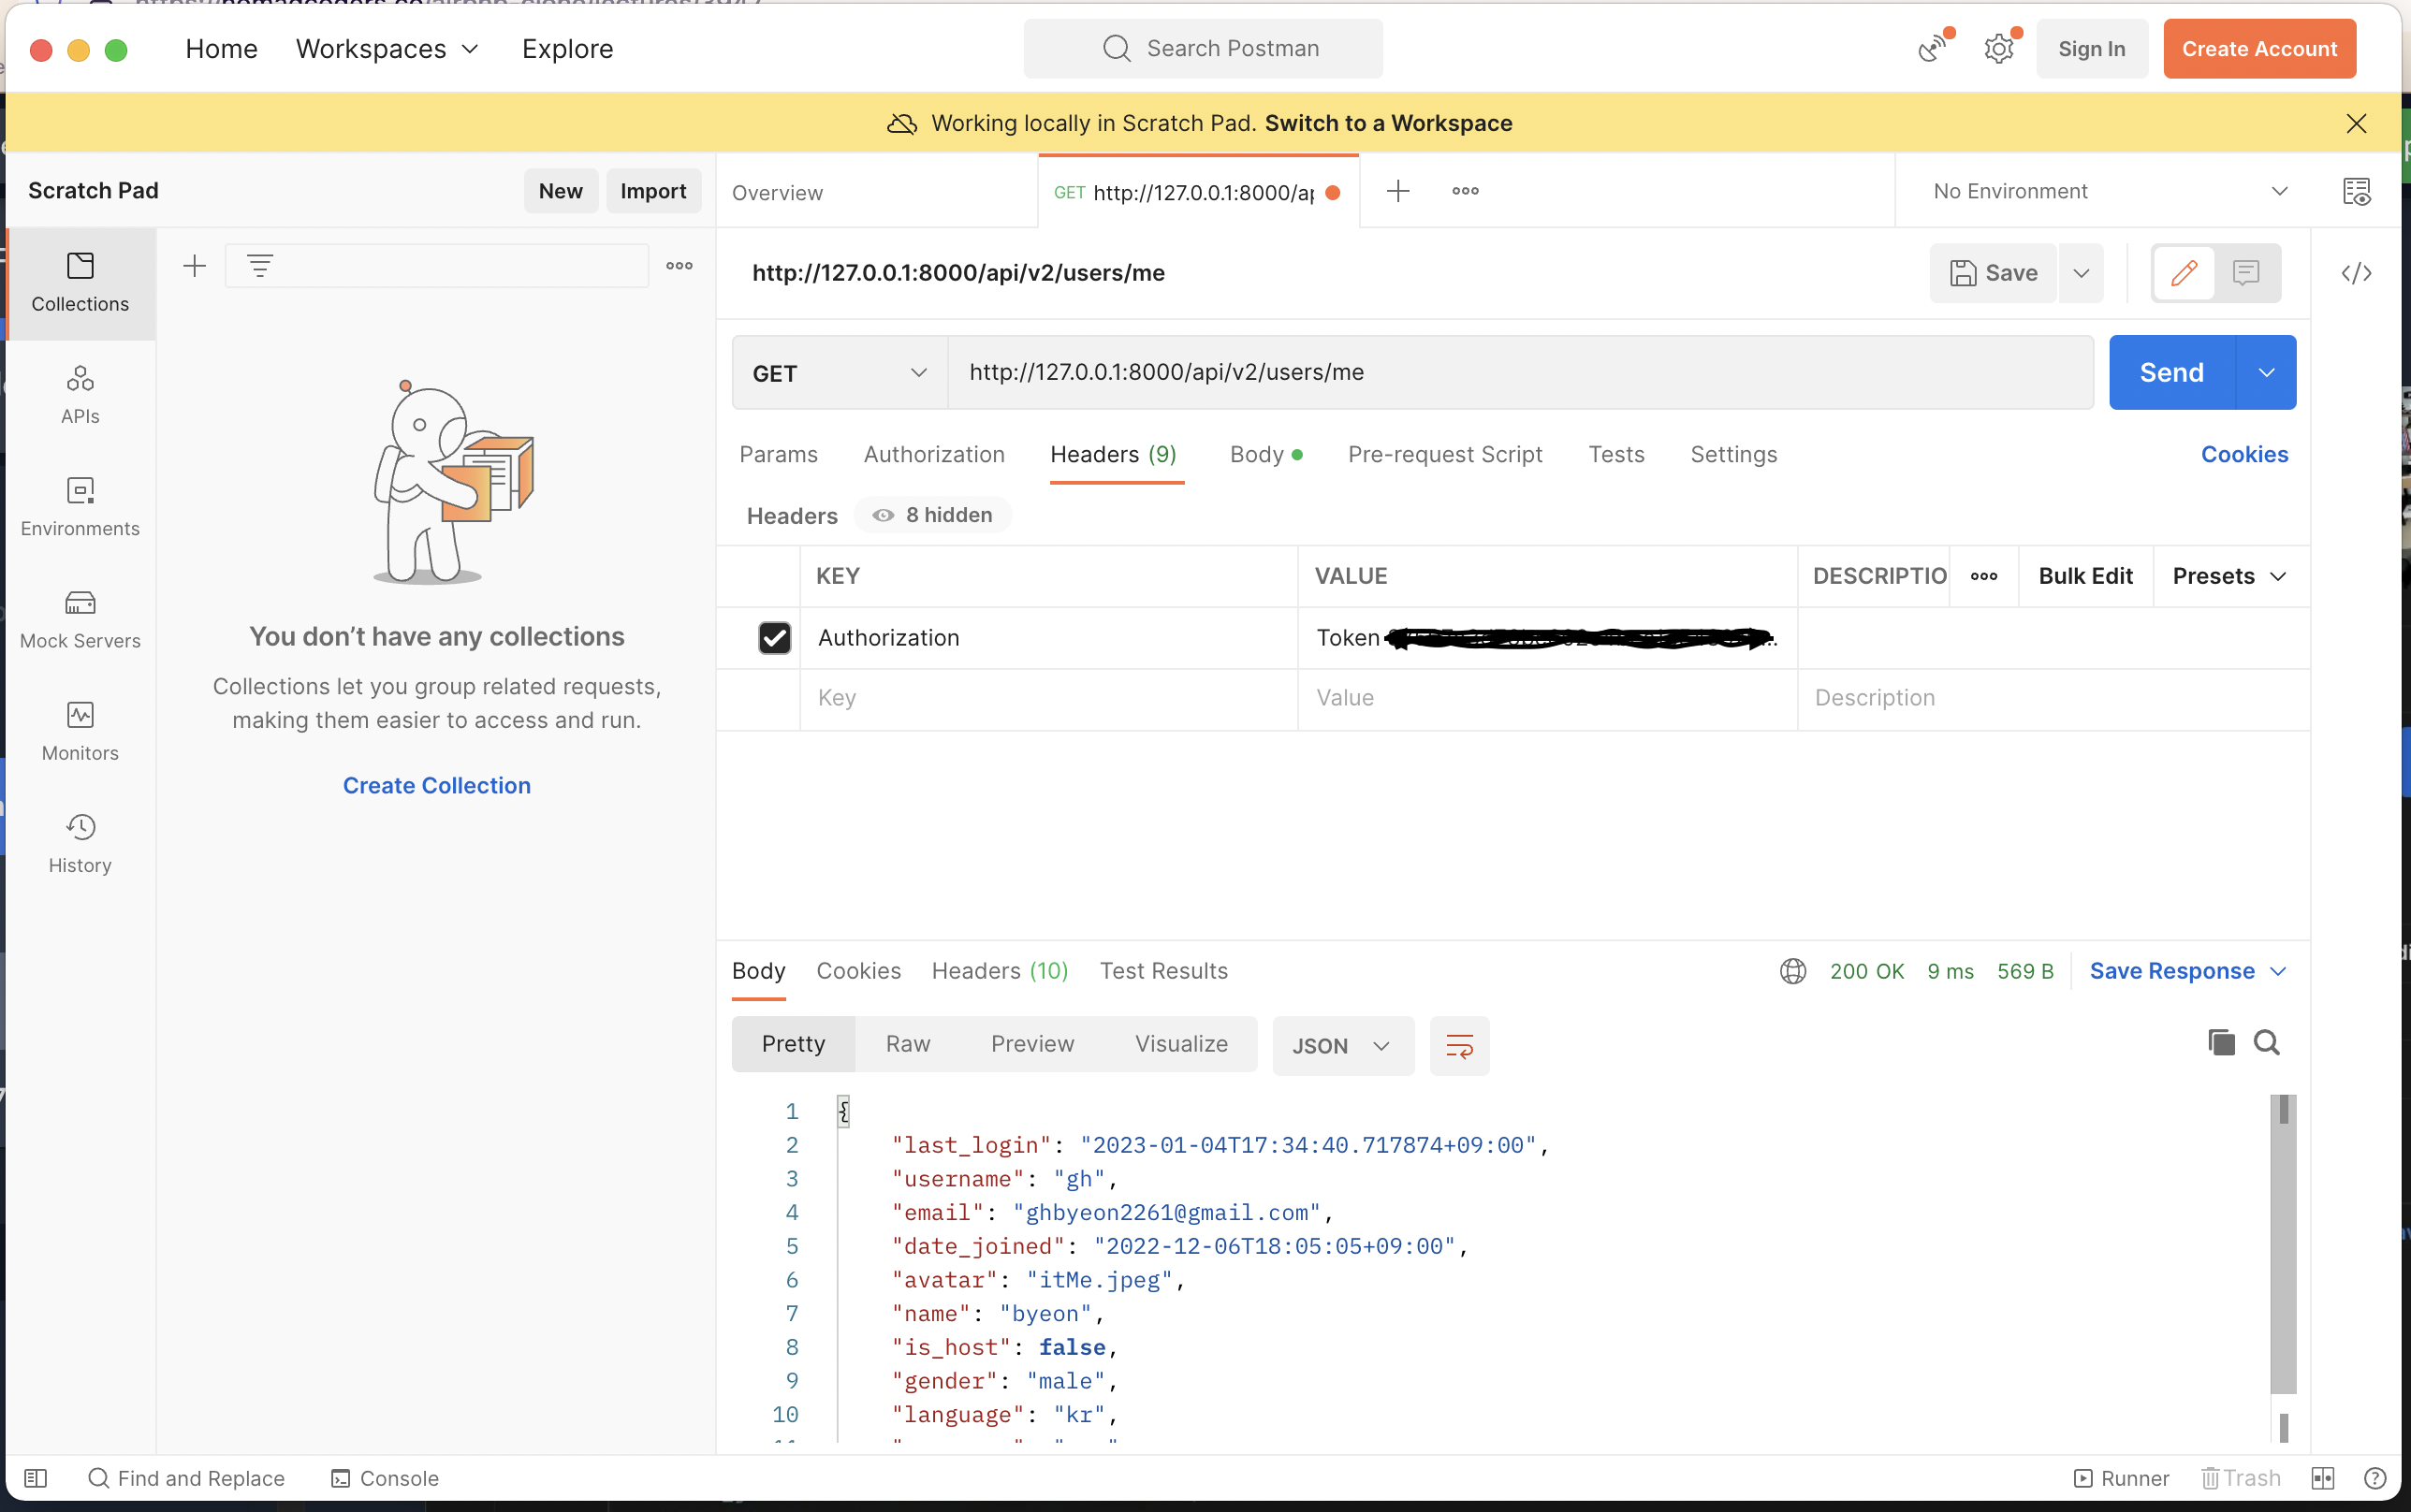 Home Workspaces Explore Search Postman Sign In Create Account
Working locally in Scratch Pad. Switch to a Workspace
Scratch Pad New Import Overview GET http://127.0.0.1:8000/ap No Environment
http://127.0.0.1:8000/api/v2/users/me Save
Collections
GET http://127.0.0.1:8000/api/v2/users/me Send
APIs
Params Authorization Headers (9) Body Pre-request Script Tests Settings Cookies
Headers 8 hidden
Environments
KEY VALUE DESCRIPTIO Bulk Edit Presets
Mock Servers
You don’t have any collections
Authorization Token
Collections let you group related requests,
making them easier to access and run.
Key Value Description
Monitors
Create Collection
History
Body Cookies Headers (10) Test Results 200 OK 9 ms 569 B Save Response
Pretty Raw Preview Visualize JSON
1 {
2 "last_login": "2023-01-04T17:34:40.717874+09:00",
3 "username": "gh",
4 "email": "ghbyeon2261@gmail.com",
5 "date_joined": "2022-12-06T18:05:05+09:00",
6 "avatar": "itMe.jpeg",
7 "name": "byeon",
8 "is_host": false,
9 "gender": "male",
10 "language": "kr",
Find and Replace Console Runner Trash